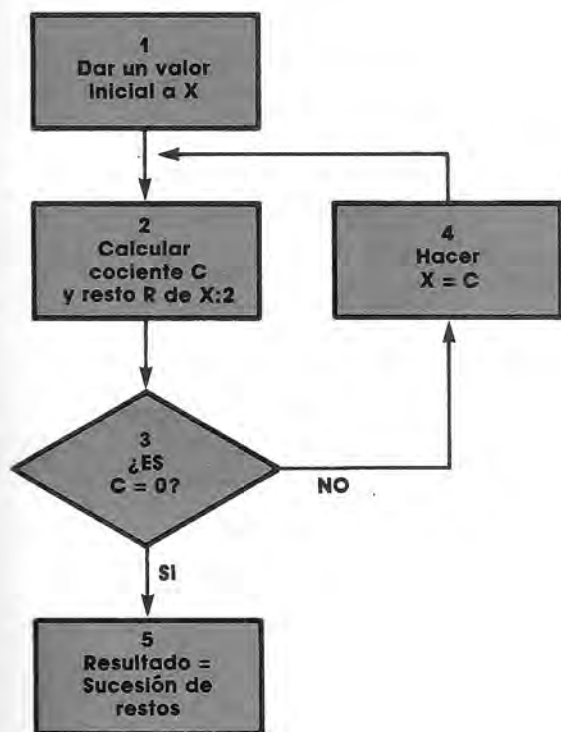 1
Dar un valor
inicial a X
2
Calcular
cociente C
y resto R de X:2
4
Hacer
X = C
3
¿ES
C = 0?
NO
SI
5
Resultado =
Sucesión de
restos